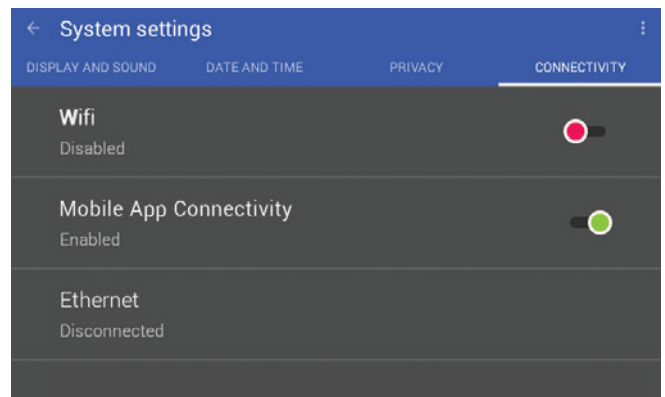 System settings
DISPLAY AND SOUND DATE AND TIME PRIVACY CONNECTIVITY
Wifi
Disabled
Mobile App Connectivity
Enabled
Ethernet
Disconnected